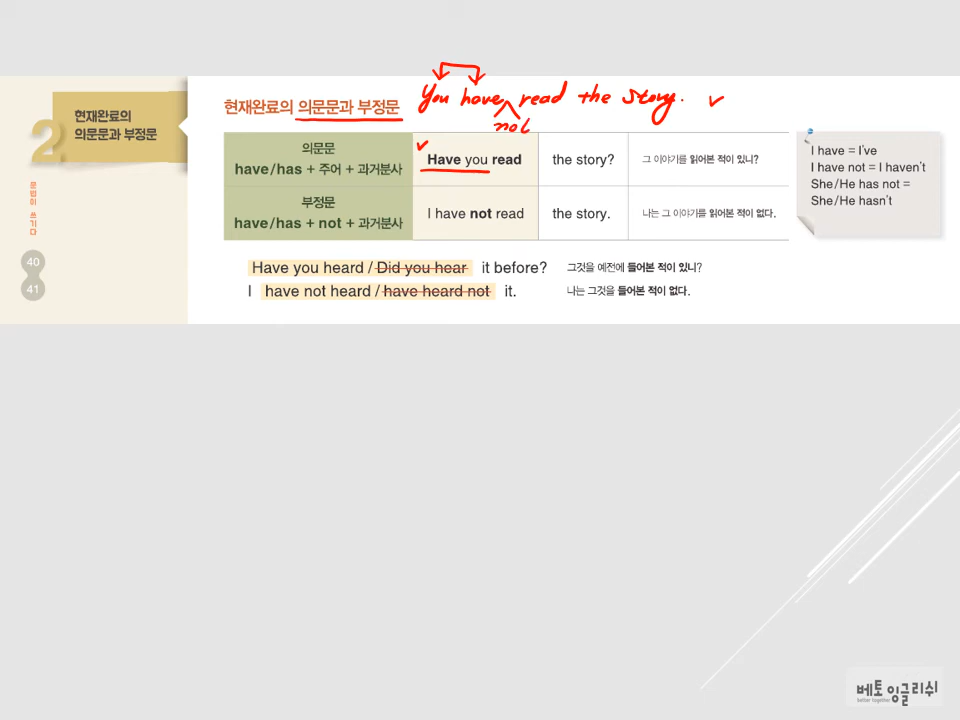 You have read the story. ✓
not
2
현재완료의
의문문과 부정문
현재완료의 의문문과 부정문
의문문
have/has + 주어 + 과거분사
Have you read
the story?
그 이야기를 읽어본 적이 있니?
부정문
have/has + not + 과거분사
I have not read
the story.
나는 그 이야기를 읽어본 적이 없다.
I have = I've
I have not = I haven't
She/He has not =
She/He hasn't
문법이 쓰기다
40
41
Have you heard / Did you hear it before? 그것을 예전에 들어본 적이 있니?
I have not heard / have heard not it. 나는 그것을 들어본 적이 없다.
베토 잉글리쉬
better together